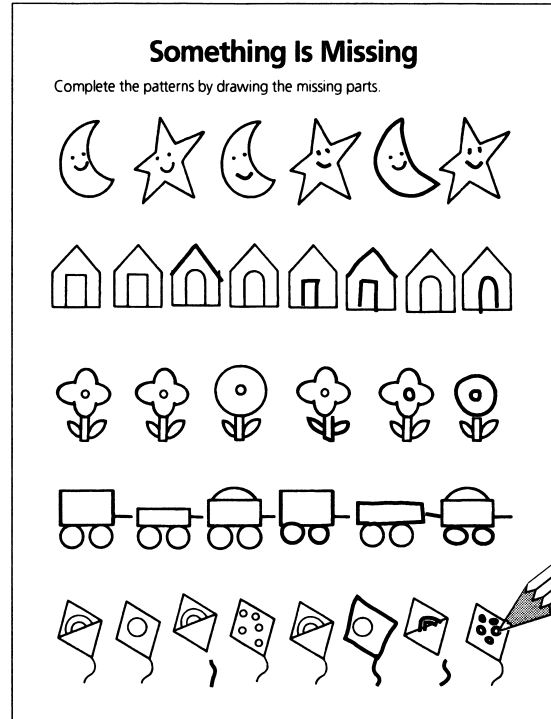 Something Is Missing
Complete the patterns by drawing the missing parts.